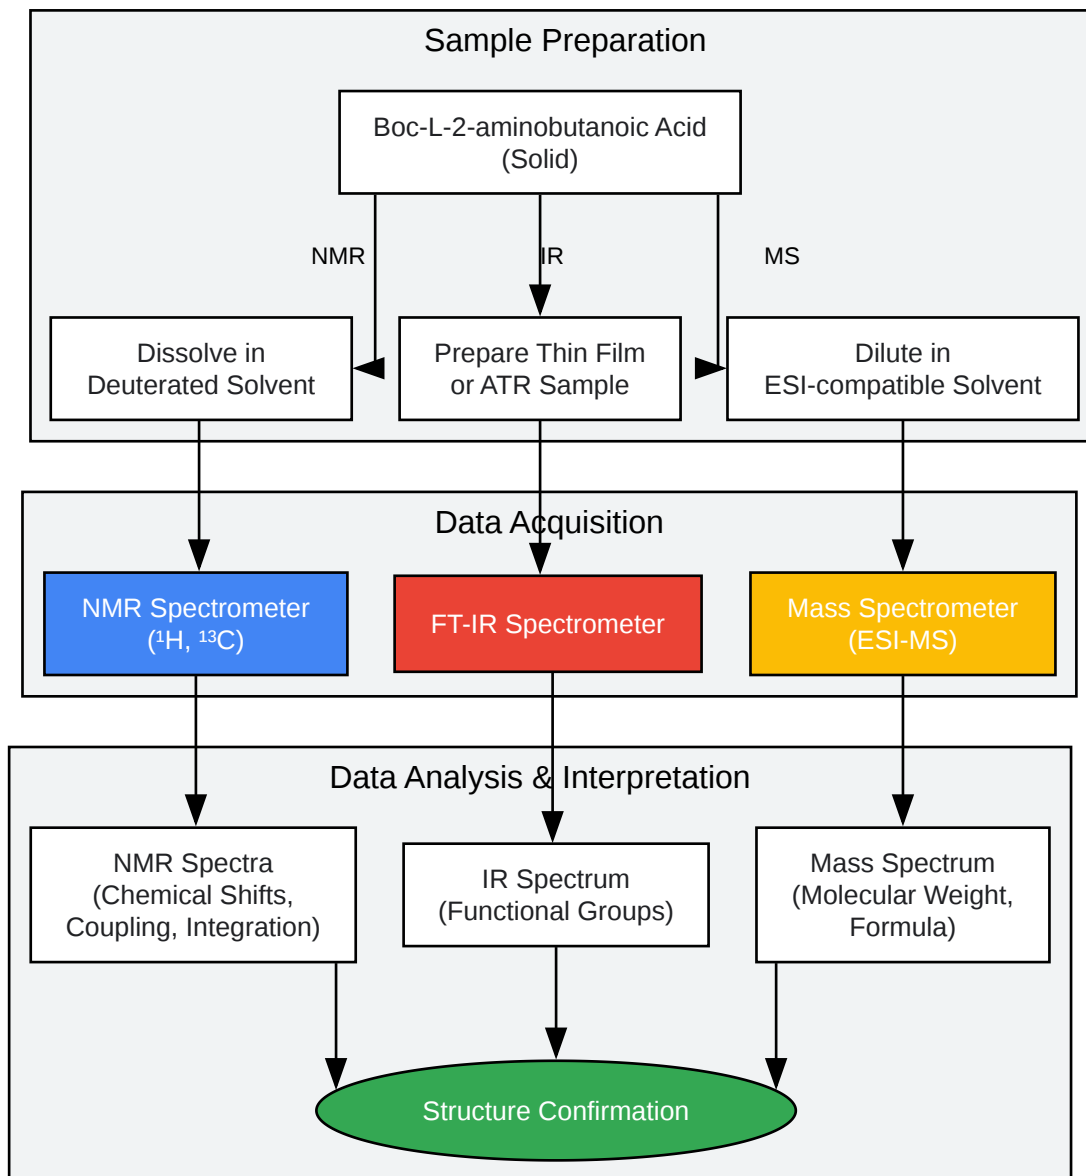 Sample Preparation
Boc-L-2-aminobutanoic Acid
(Solid)
NMR
IR
MS
Dissolve in
Deuterated Solvent
Prepare Thin Film
or ATR Sample
Dilute in
ESI-compatible Solvent
Data Acquisition
NMR Spectrometer
(¹H, ¹³C)
FT-IR Spectrometer
Mass Spectrometer
(ESI-MS)
Data Analysis & Interpretation
NMR Spectra
(Chemical Shifts,
Coupling, Integration)
IR Spectrum
(Functional Groups)
Mass Spectrum
(Molecular Weight,
Formula)
Structure Confirmation